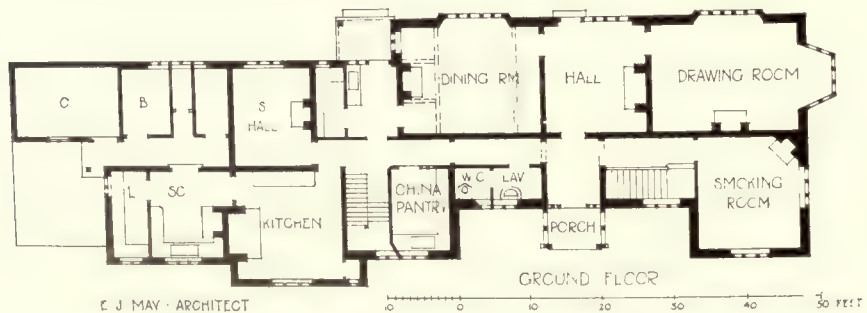 DINING RM
HALL
DRAWING ROOM
C
B
S
HALL
L
SC
KITCHEN
CHINA
PANTRY
W C
LAV
PORCH
SMOKING
ROOM
GROUND FLOOR
E J MAY · ARCHITECT
10 0 10 20 30 40 50 FEET